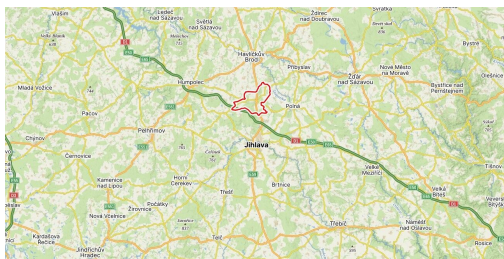 Vlašim
Ledeč
nad Sázavou
Světlá
nad Sázavou
Ždírec
nad Doubravou
Svratka
Havlíčkův
Brod
Přibyslav
Bystré
Žďár
nad Sázavou
Nové Město
na Moravě
Olešnice
Humpolec
Bystřice nad
Pernštejnem
Mladá Vožice
Polná
Pacov
Pelhřimov
Chýnov
Jihlava
Černovice
Kamenice
nad Lipou
Horní
Cerekev
Velké
Meziříčí
Třešť
Brtnice
Velká
Bíteš
Počátky
Žirovnice
Nová Včelnice
Třebíč
Náměšť
nad Oslavou
Kardašova
Řečice
Telč
Rosice
Jindřichův
Hradec